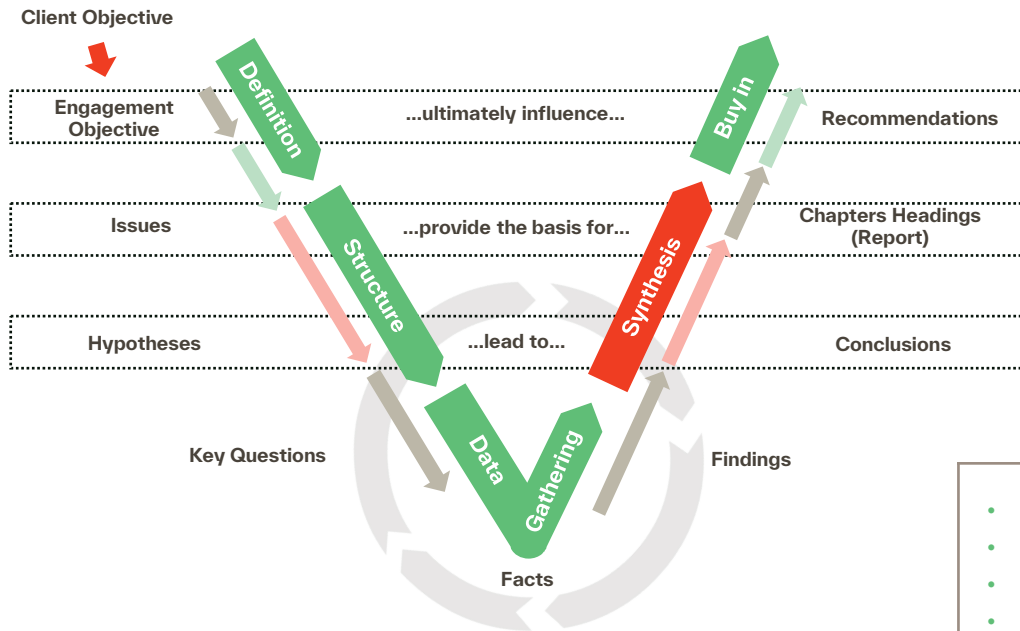 Client Objective
Definition
Buy in
Engagement
Objective
...ultimately influence...
Recommendations
Issues
...provide the basis for...
Chapters Headings
(Report)
Structure
Synthesis
Hypotheses
...lead to...
Conclusions
Key Questions
Data
Gathering
Findings
Facts